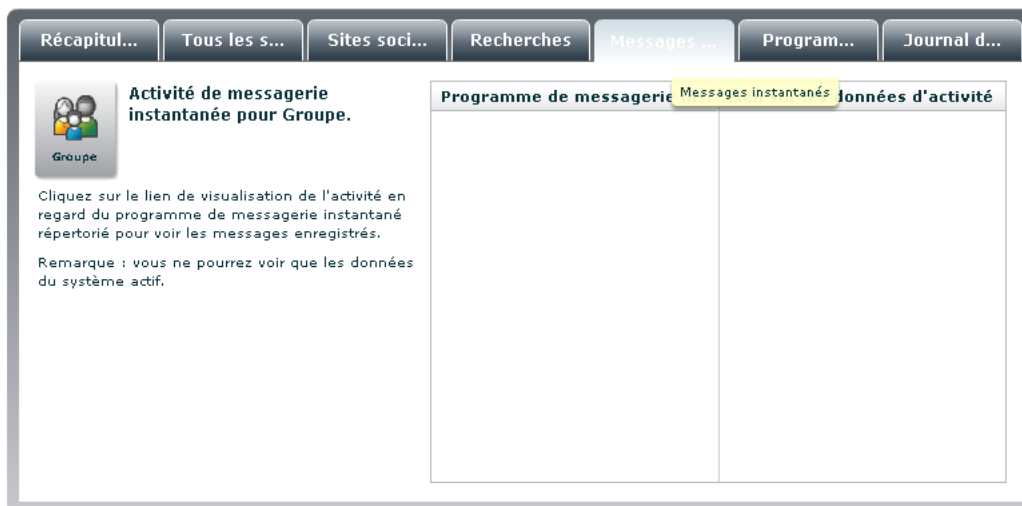 Récapitul... Tous les s... Sites soci... Recherches Messages ... Program... Journal d...
Activité de messagerie
instantanée pour Groupe.
Groupe
Cliquez sur le lien de visualisation de l'activité en
regard du programme de messagerie instantané
répertorié pour voir les messages enregistrés.
Remarque : vous ne pourrez voir que les données
du système actif.
Programme de messagerie
Messages instantanés
données d'activité